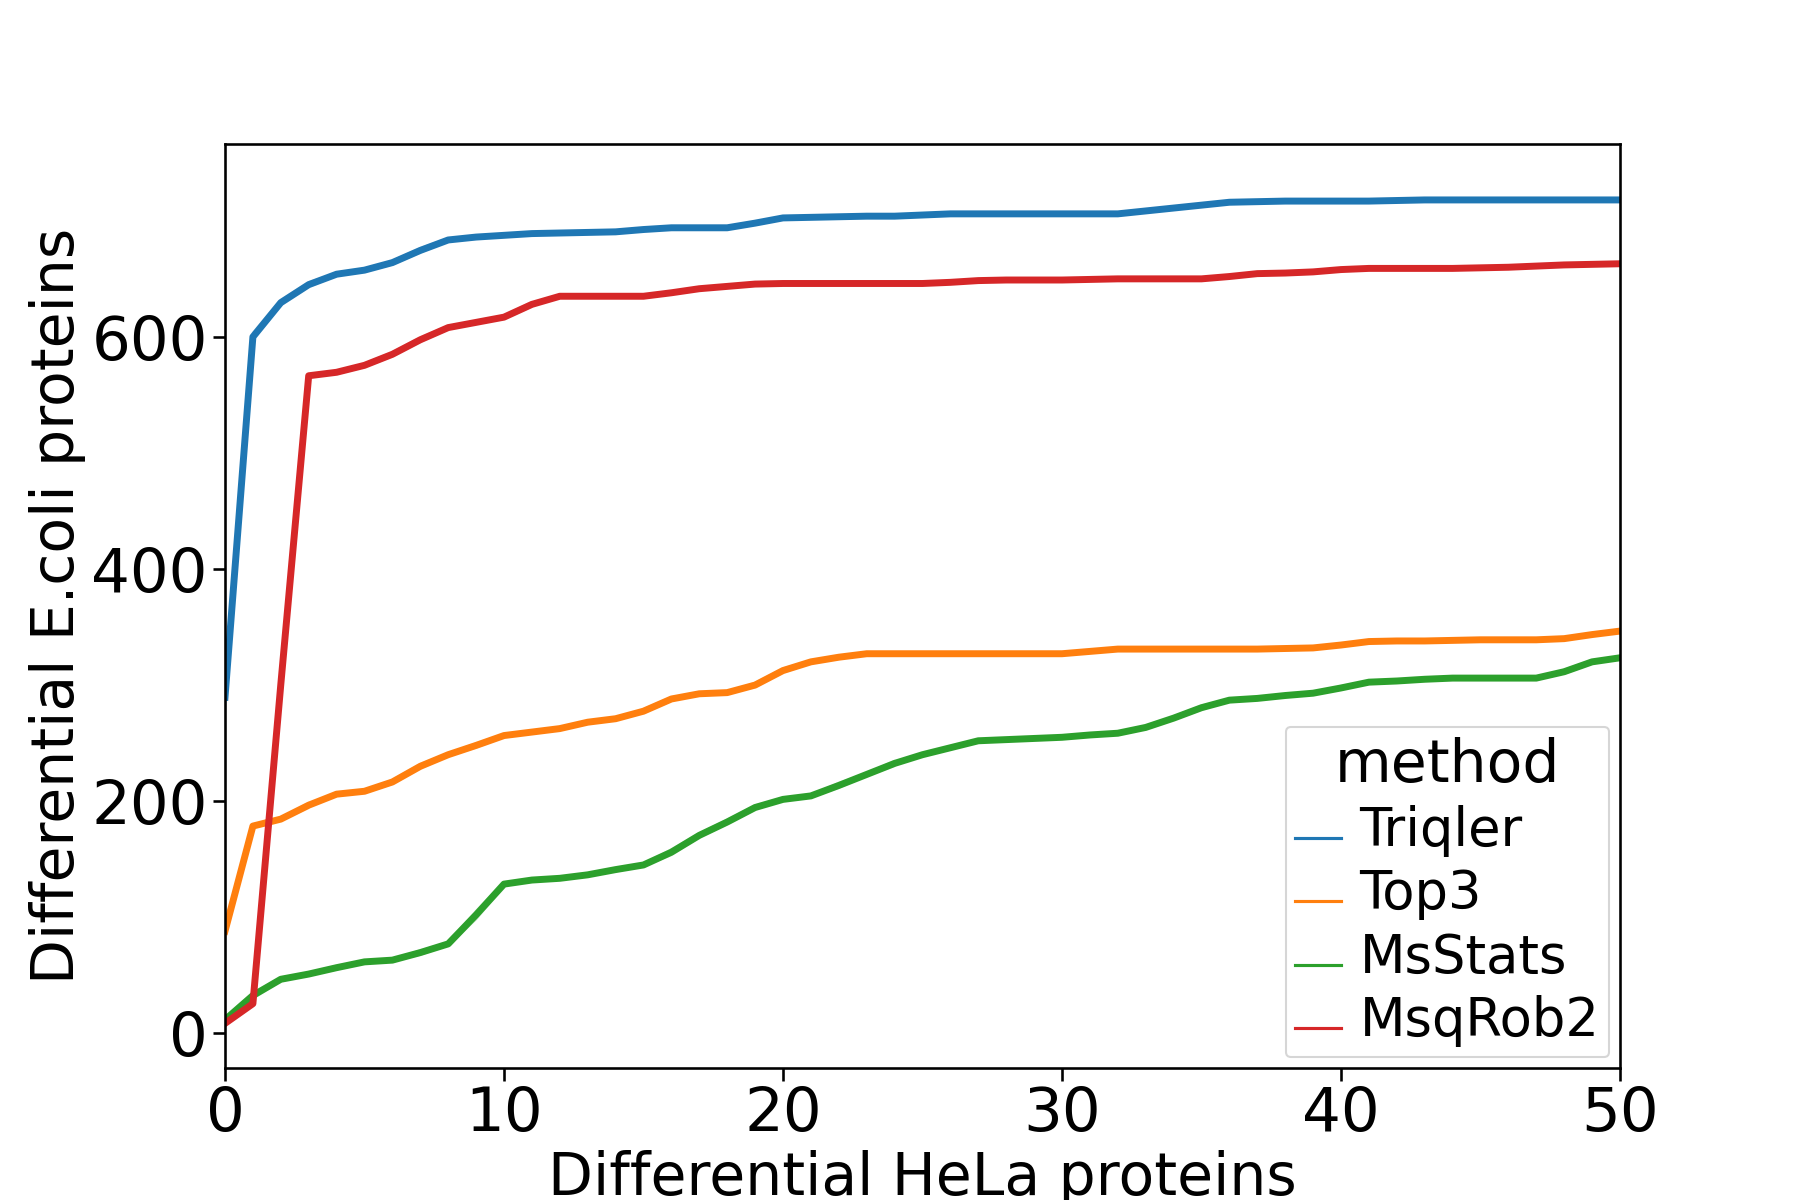 Differential E.coli proteins
600
400
200
0
0 10 20 30 40 50
Differential HeLa proteins
method
Triqler
Top3
MsStats
MsqRob2